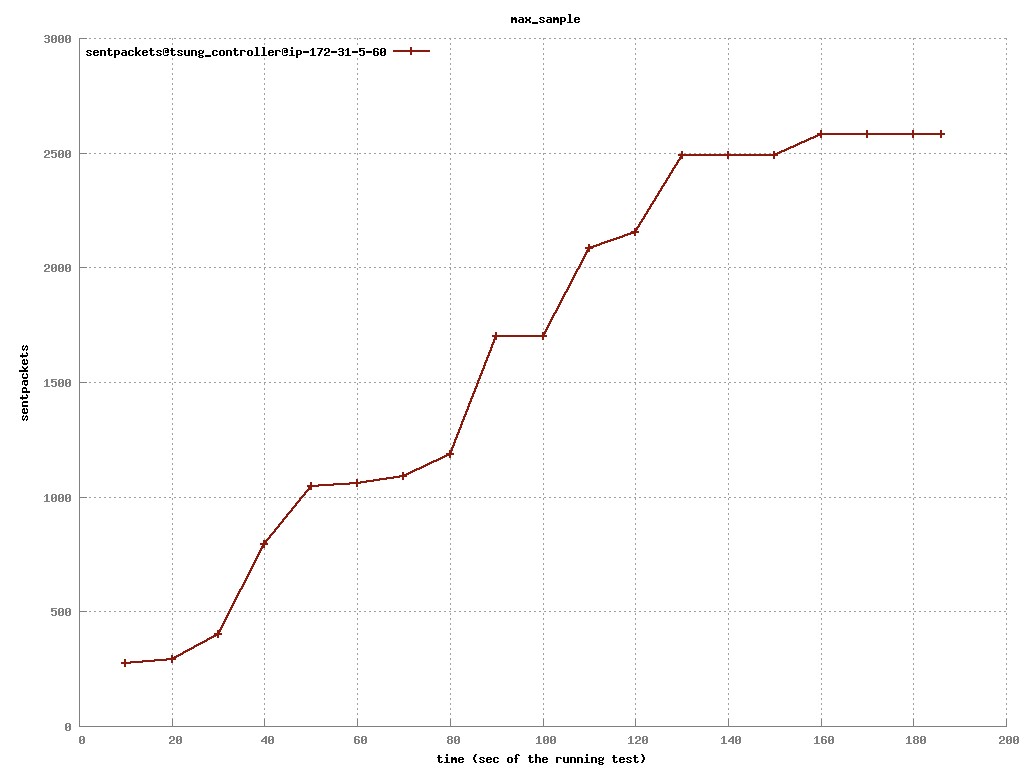 max_sample
3000
sentpackets@tsung_controller@ip-172-31-5-60
2500
2000
1500
1000
500
0
sentpackets
0 20 40 60 80 100 120 140 160 180 200
time (sec of the running test)